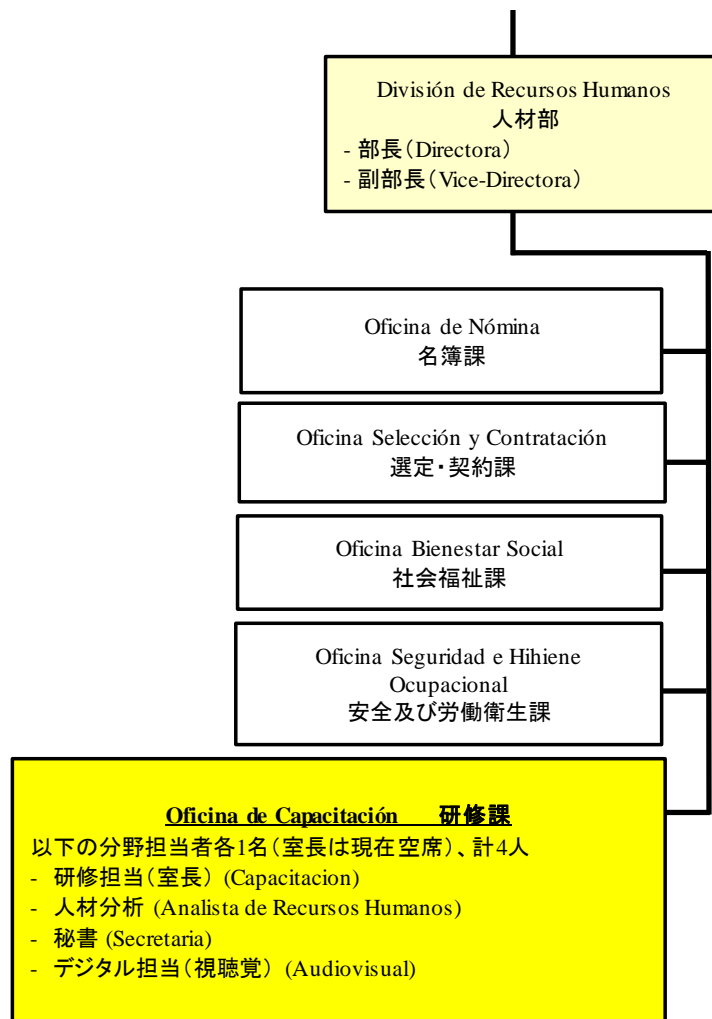 División de Recursos Humanos
人材部
- 部長（Directora）
- 副部長（Vice-Directora）
Oficina de Nómina
名簿課
Oficina Selección y Contratación
選定・契約課
Oficina Bienestar Social
社会福祉課
Oficina Seguridad e Hihiene
Ocupacional
安全及び労働衛生課
Oficina de Capacitación 研修課
以下の分野担当者各1名（室長は現在空席）、計4人
- 研修担当（室長） (Capacitacion)
- 人材分析 (Analista de Recursos Humanos)
- 秘書 (Secretaria)
- デジタル担当（視聴覚） (Audiovisual)